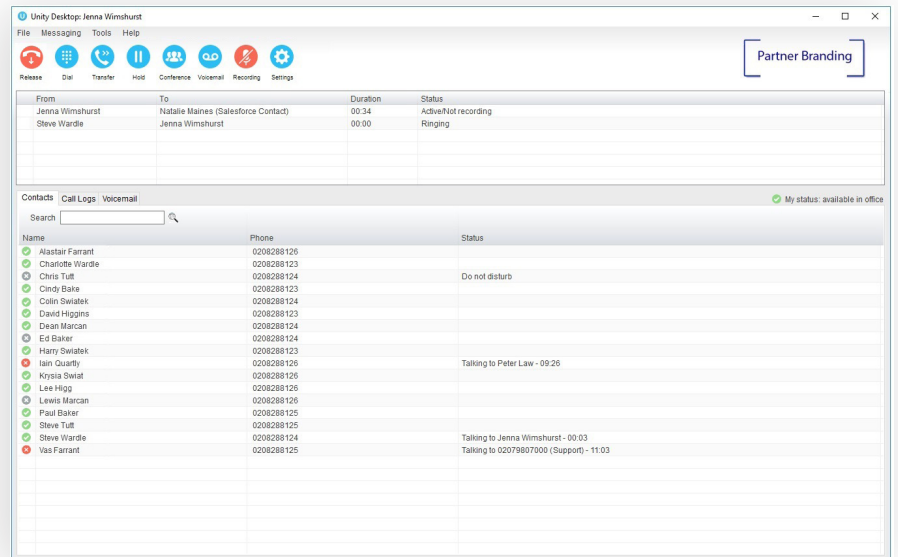 Unity Desktop: Jenna Wimshurst
File Messaging Tools Help
Release Dial Transfer Hold Conference Voicemail Recording Settings
Partner Branding
From To Duration Status
Jenna Wimshurst Natalie Maines (Salesforce Contact) 00:34 Active/Not recording
Steve Wardle Jenna Wimshurst 00:00 Ringing
Contacts Call Logs Voicemail My status: available in office
Search
Name Phone Status
Alastair Farrant 0208288126
Charlotte Wardle 0208288123
Chris Tutt 0208288124 Do not disturb
Cindy Bake 0208288123
Colin Swiatek 0208288124
David Higgins 0208288123
Dean Marcan 0208288124
Ed Baker 0208288124
Harry Swiatek 0208288123
Iain Quartly 0208288126 Talking to Peter Law - 09:26
Krysia Swiat 0208288126
Lee Higg 0208288126
Lewis Marcan 0208288126
Paul Baker 0208288125
Steve Tutt 0208288125
Steve Wardle 0208288124 Talking to Jenna Wimshurst - 00:03
Vas Farrant 0208288125 Talking to 02079807000 (Support) - 11:03